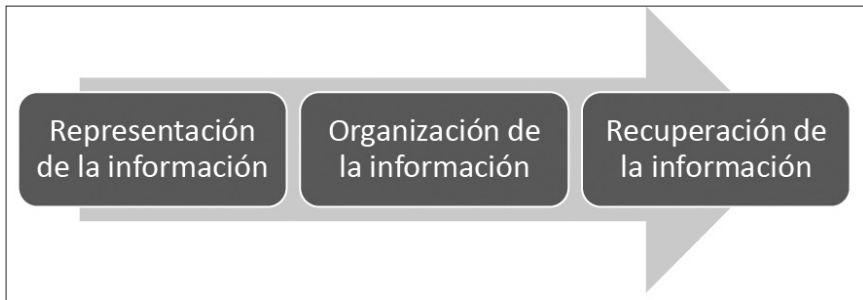 Representación
de la información
Organización de
la información
Recuperación de
la información